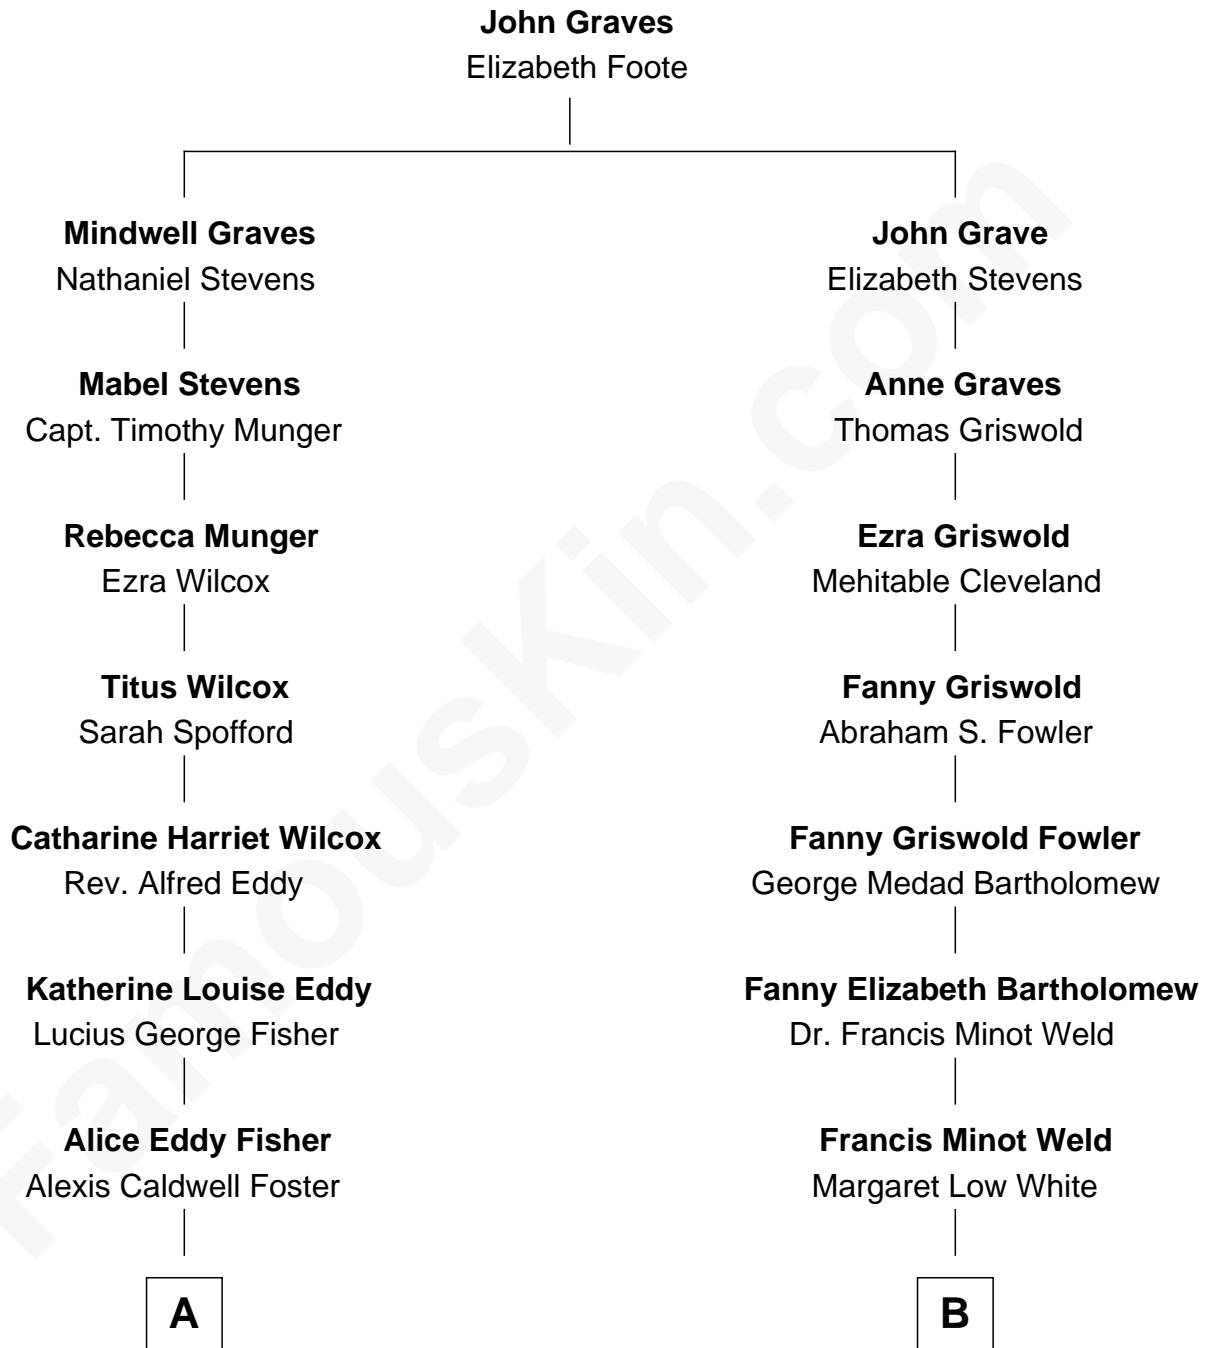 John Graves
Elizabeth Foote
Mindwell Graves
Nathaniel Stevens
John Grave
Elizabeth Stevens
Mabel Stevens
Capt. Timothy Munger
Anne Graves
Thomas Griswold
Rebecca Munger
Ezra Wilcox
Ezra Griswold
Mehitable Cleveland
Titus Wilcox
Sarah Spofford
Fanny Griswold
Abraham S. Fowler
Catharine Harriet Wilcox
Rev. Alfred Eddy
Fanny Griswold Fowler
George Medad Bartholomew
Katherine Louise Eddy
Lucius George Fisher
Fanny Elizabeth Bartholomew
Dr. Francis Minot Weld
Alice Eddy Fisher
Alexis Caldwell Foster
Francis Minot Weld
Margaret Low White
A
B
FamousKin.com